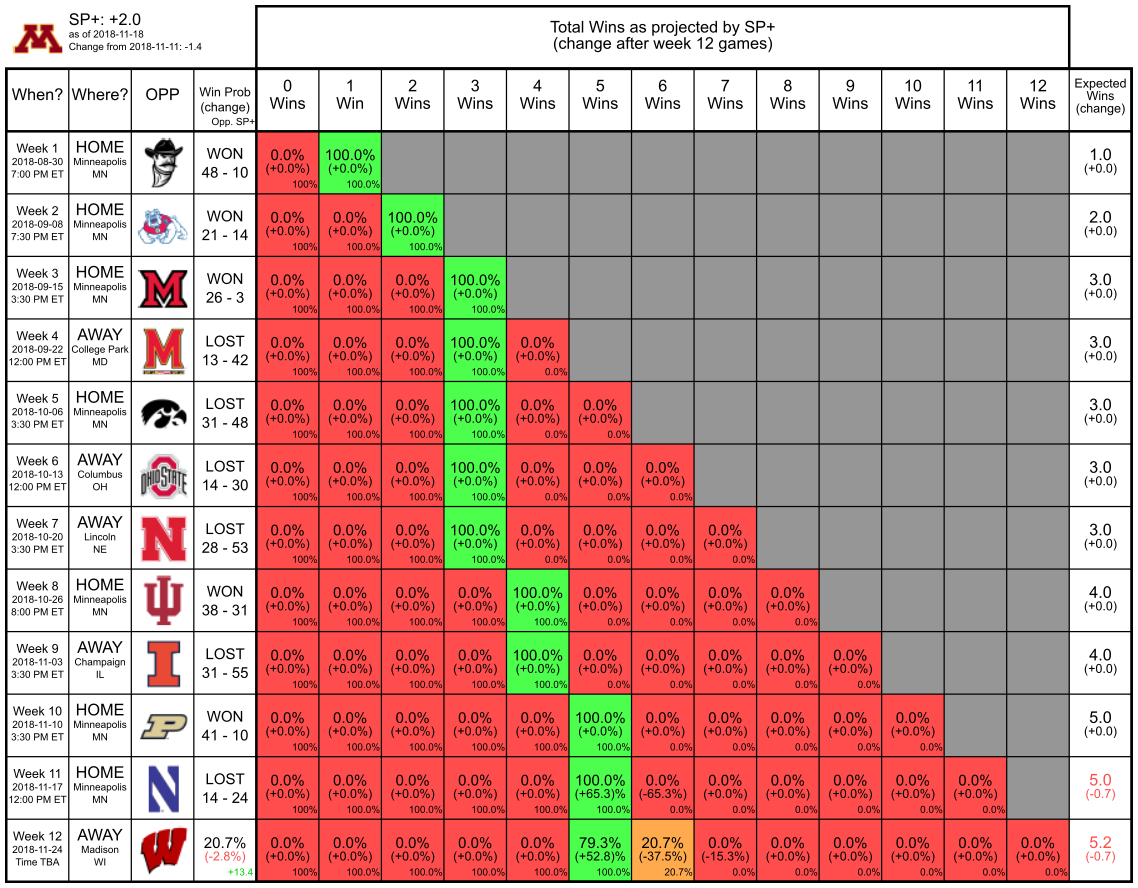 SP+: +2.0
as of 2018-11-18
Change from 2018-11-11: -1.4
Total Wins as projected by SP+
(change after week 12 games)
When? Where? OPP Win Prob (change) Opp. SP+ 0 Wins 1 Win 2 Wins 3 Wins 4 Wins 5 Wins 6 Wins 7 Wins 8 Wins 9 Wins 10 Wins 11 Wins 12 Wins Expected Wins (change)
Week 1 HOME WON 0.0% 100.0% 1.0
2018-08-30 Minneapolis 48 - 10 (+0.0%) (+0.0%) (+0.0)
7:00 PM ET MN 100% 100.0%
Week 2 HOME WON 0.0% 0.0% 100.0% 2.0
2018-09-08 Minneapolis 21 - 14 (+0.0%) (+0.0%) (+0.0%) (+0.0)
7:30 PM ET MN 100% 100.0% 100.0%
Week 3 HOME M WON 0.0% 0.0% 0.0% 100.0% 3.0
2018-09-15 Minneapolis 26 - 3 (+0.0%) (+0.0%) (+0.0%) (+0.0%) (+0.0)
3:30 PM ET MN 100% 100.0% 100.0% 100.0%
Week 4 AWAY M LOST 0.0% 0.0% 0.0% 100.0% 0.0% 3.0
2018-09-22 College Park 13 - 42 (+0.0%) (+0.0%) (+0.0%) (+0.0%) (+0.0%) (+0.0)
12:00 PM ET MD 100% 100.0% 100.0% 100.0% 0.0%
Week 5 HOME LOST 0.0% 0.0% 0.0% 100.0% 0.0% 0.0% 3.0
2018-10-06 Minneapolis 31 - 48 (+0.0%) (+0.0%) (+0.0%) (+0.0%) (+0.0%) (+0.0%) (+0.0)
3:30 PM ET MN 100% 100.0% 100.0% 100.0% 0.0% 0.0%
Week 6 AWAY OHIO STATE LOST 0.0% 0.0% 0.0% 100.0% 0.0% 0.0% 0.0% 3.0
2018-10-13 Columbus 14 - 30 (+0.0%) (+0.0%) (+0.0%) (+0.0%) (+0.0%) (+0.0%) (+0.0%) (+0.0)
12:00 PM ET OH 100% 100.0% 100.0% 100.0% 0.0% 0.0% 0.0%
Week 7 AWAY N LOST 0.0% 0.0% 0.0% 100.0% 0.0% 0.0% 0.0% 0.0% 3.0
2018-10-20 Lincoln 28 - 53 (+0.0%) (+0.0%) (+0.0%) (+0.0%) (+0.0%) (+0.0%) (+0.0%) (+0.0%) (+0.0)
3:30 PM ET NE 100% 100.0% 100.0% 100.0% 0.0% 0.0% 0.0% 0.0%
Week 8 HOME WON 0.0% 0.0% 0.0% 0.0% 100.0% 0.0% 0.0% 0.0% 0.0% 4.0
2018-10-26 Minneapolis 38 - 31 (+0.0%) (+0.0%) (+0.0%) (+0.0%) (+0.0%) (+0.0%) (+0.0%) (+0.0%) (+0.0%) (+0.0)
8:00 PM ET MN 100% 100.0% 100.0% 100.0% 100.0% 0.0% 0.0% 0.0% 0.0%
Week 9 AWAY I LOST 0.0% 0.0% 0.0% 0.0% 100.0% 0.0% 0.0% 0.0% 0.0% 0.0% 4.0
2018-11-03 Champaign 31 - 55 (+0.0%) (+0.0%) (+0.0%) (+0.0%) (+0.0%) (+0.0%) (+0.0%) (+0.0%) (+0.0%) (+0.0%) (+0.0)
3:30 PM ET IL 100% 100.0% 100.0% 100.0% 100.0% 0.0% 0.0% 0.0% 0.0% 0.0%
Week 10 HOME P WON 0.0% 0.0% 0.0% 0.0% 0.0% 100.0% 0.0% 0.0% 0.0% 0.0% 0.0% 5.0
2018-11-10 Minneapolis 41 - 10 (+0.0%) (+0.0%) (+0.0%) (+0.0%) (+0.0%) (+0.0%) (+0.0%) (+0.0%) (+0.0%) (+0.0%) (+0.0%) (+0.0)
3:30 PM ET MN 100% 100.0% 100.0% 100.0% 100.0% 100.0% 0.0% 0.0% 0.0% 0.0% 0.0%
Week 11 HOME N LOST 0.0% 0.0% 0.0% 0.0% 0.0% 100.0% 0.0% 0.0% 0.0% 0.0% 0.0% 0.0% 5.0
2018-11-17 Minneapolis 14 - 24 (+0.0%) (+0.0%) (+0.0%) (+0.0%) (+0.0%) (+65.3)% (-65.3%) (+0.0%) (+0.0%) (+0.0%) (+0.0%) (+0.0%) (-0.7)
12:00 PM ET MN 100% 100.0% 100.0% 100.0% 100.0% 100.0% 0.0% 0.0% 0.0% 0.0% 0.0% 0.0%
Week 12 AWAY W 20.7% 0.0% 0.0% 0.0% 0.0% 0.0% 79.3% 20.7% 0.0% 0.0% 0.0% 0.0% 0.0% 0.0% 5.2
2018-11-24 Madison (-2.8%) (+0.0%) (+0.0%) (+0.0%) (+0.0%) (+0.0%) (+52.8)% (-37.5%) (-15.3%) (+0.0%) (+0.0%) (+0.0%) (+0.0%) (+0.0%) (-0.7)
Time TBA WI +13.4 100% 100.0% 100.0% 100.0% 100.0% 100.0% 20.7% 0.0% 0.0% 0.0% 0.0% 0.0% 0.0%